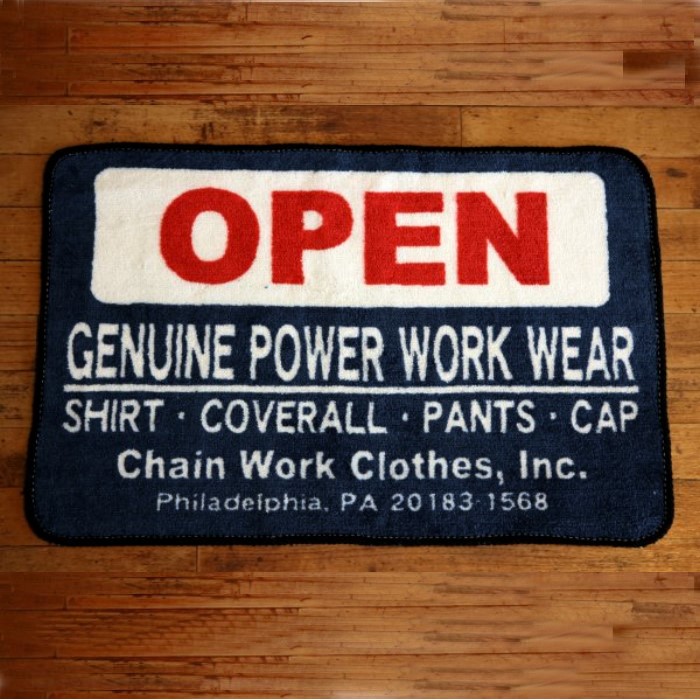 OPEN
GENUINE POWER WORK WEAR
SHIRT · COVERALL · PANTS · CAP
Chain Work Clothes, Inc.
Philadelphia, PA 20183-1568